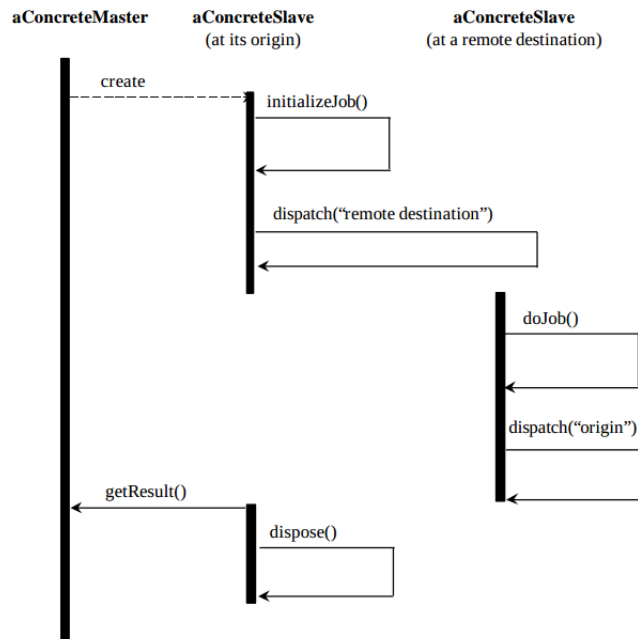 aConcreteMaster
aConcreteSlave
(at its origin)
aConcreteSlave
(at a remote destination)
create
initializeJob()
dispatch(“remote destination”)
doJob()
dispatch(“origin”)
getResult()
dispose()